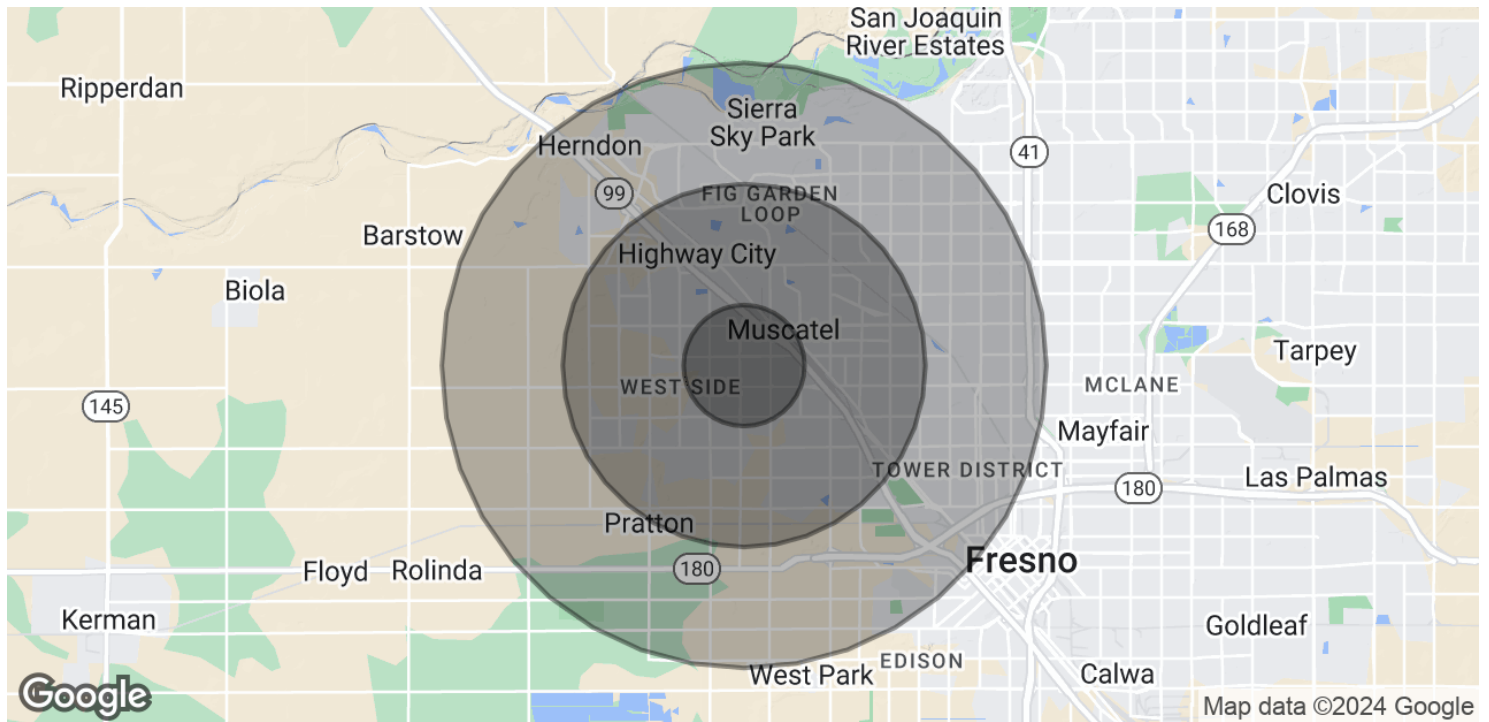 San Joaquin
River Estates
Ripperdan
Sierra
Sky Park
Herndon
41
99
FIG GARDEN
LOOP
Clovis
168
Barstow
Highway City
Biola
Muscatel
Tarpey
WEST SIDE
MCLANE
145
Mayfair
TOWER DISTRICT
Las Palmas
180
Pratton
Fresno
Floyd
Rolinda
180
Kerman
Goldleaf
EDISON
West Park
Calwa
Google
Map data ©2024 Google